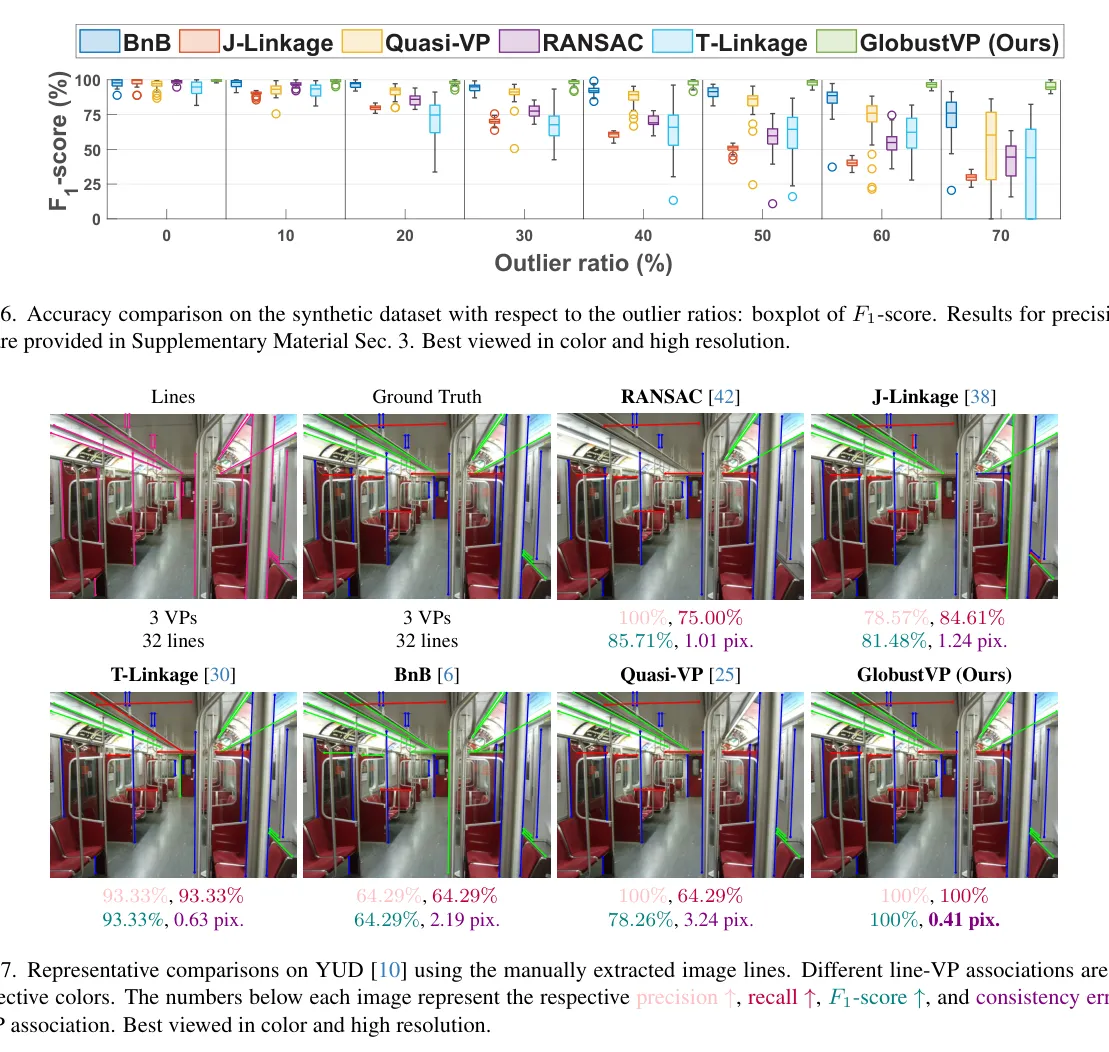 BnB J-Linkage Quasi-VP RANSAC T-Linkage GlobustVP (Ours)
F1-score (%)
100
75
50
25
0
0 10 20 30 40 50 60 70
Outlier ratio (%)
6. Accuracy comparison on the synthetic dataset with respect to the outlier ratios: boxplot of F1-score. Results for precisi
re provided in Supplementary Material Sec. 3. Best viewed in color and high resolution.
Lines Ground Truth RANSAC [42] J-Linkage [38]
3 VPs 3 VPs 100%, 75.00% 78.57%, 84.61%
32 lines 32 lines 85.71%, 1.01 pix. 81.48%, 1.24 pix.
T-Linkage [30] BnB [6] Quasi-VP [25] GlobustVP (Ours)
93.33%, 93.33% 64.29%, 64.29% 100%, 64.29% 100%, 100%
93.33%, 0.63 pix. 64.29%, 2.19 pix. 78.26%, 3.24 pix. 100%, 0.41 pix.
7. Representative comparisons on YUD [10] using the manually extracted image lines. Different line-VP associations are
ective colors. The numbers below each image represent the respective precision ↑, recall ↑, F1-score ↑, and consistency err
P association. Best viewed in color and high resolution.